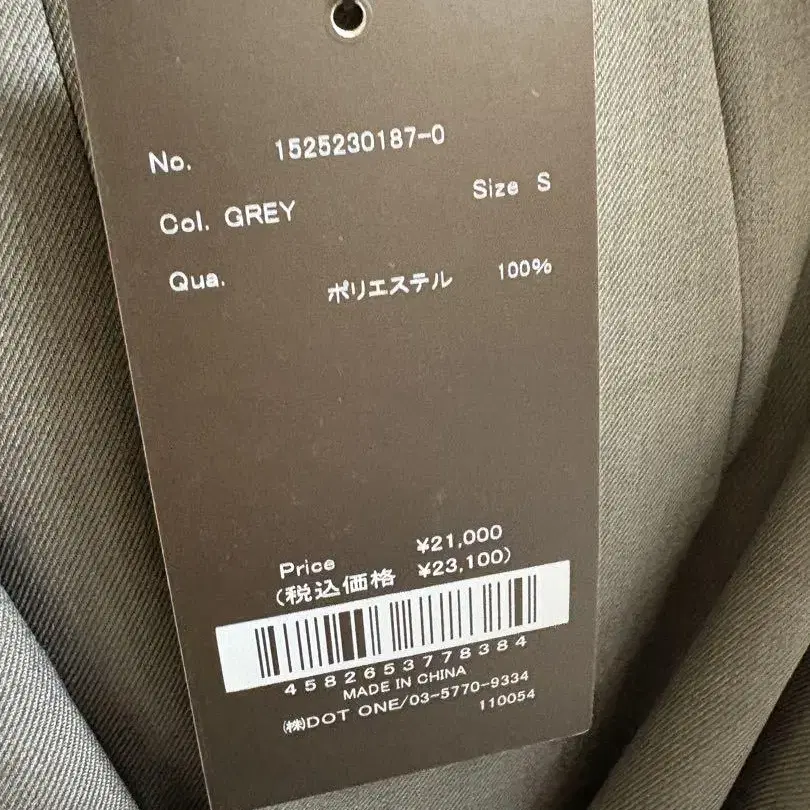 No. 1525230187-0
Col. GREY Size S
Qua. ポリエステル 100%
Price ¥21,000
(税込価格 ¥23,100)
4582653778384
MADE IN CHINA
㈱DOT ONE/03-5770-9334
110054